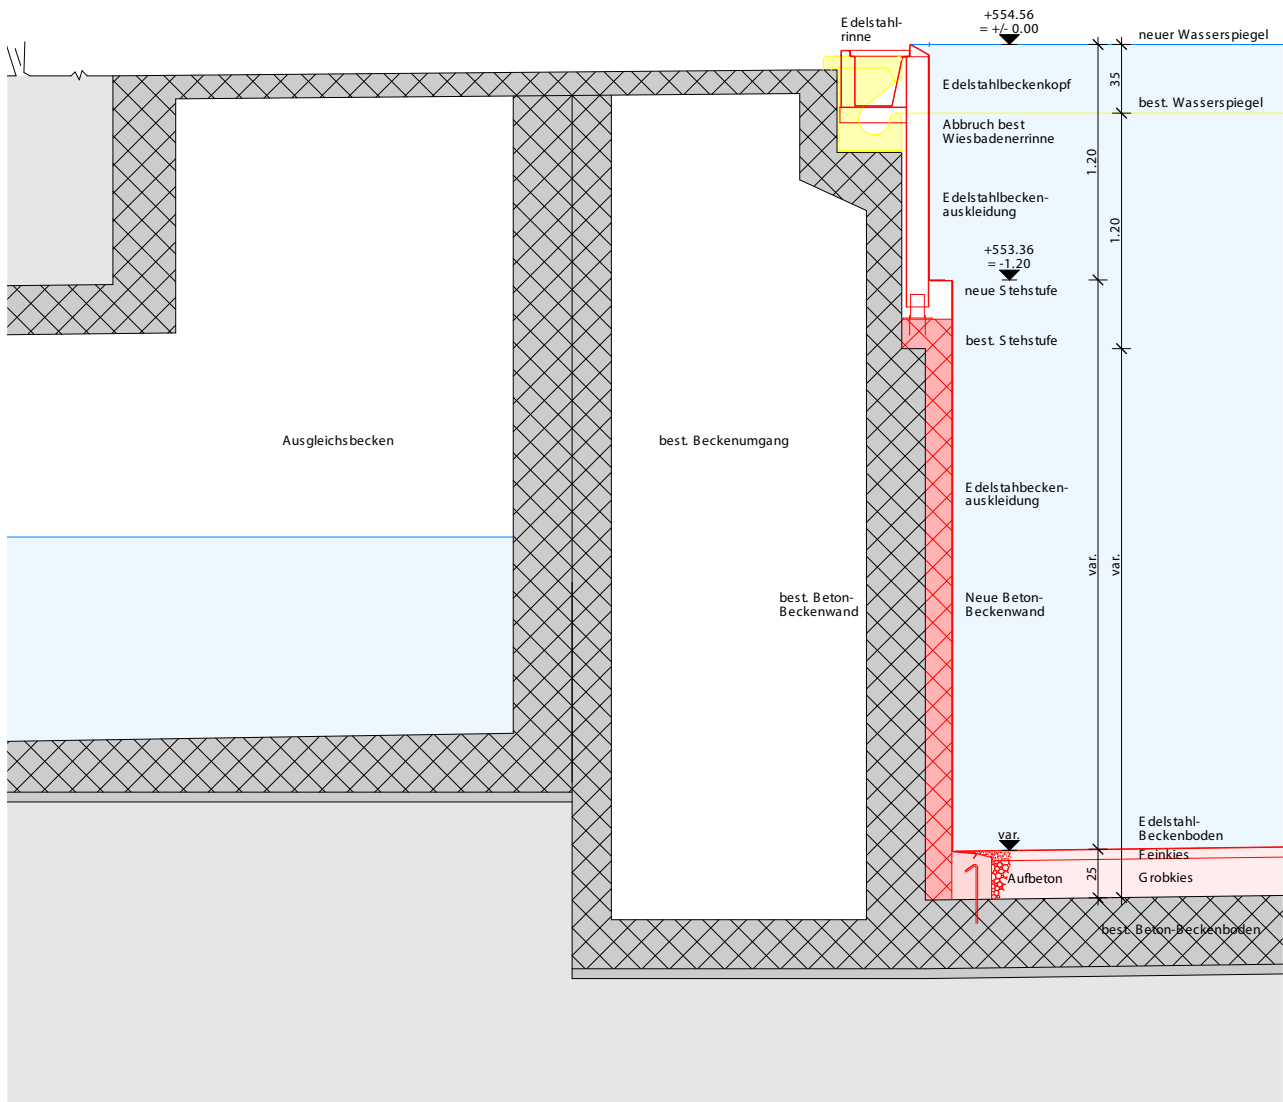 Edelstahl-
rinne
+554.56
= +/- 0.00
neuer Wasserspiegel
35
Edelstahlbeckenkopf
best. Wasserspiegel
Abbruch best
Wiesbadenerrinne
1.20
Edelstahlbecken-
auskleidung
1.20
+553.36
= -1.20
neue Stehstufe
best. Stehstufe
Ausgleichsbecken
best. Beckenumgang
Edelstahbecken-
auskleidung
var.
var.
best. Beton-
Beckenwand
Neue Beton-
Beckenwand
Edelstahl-
Beckenboden
var.
Feinkies
Aufbeton
25
Grobkies
best. Beton-Beckenboden